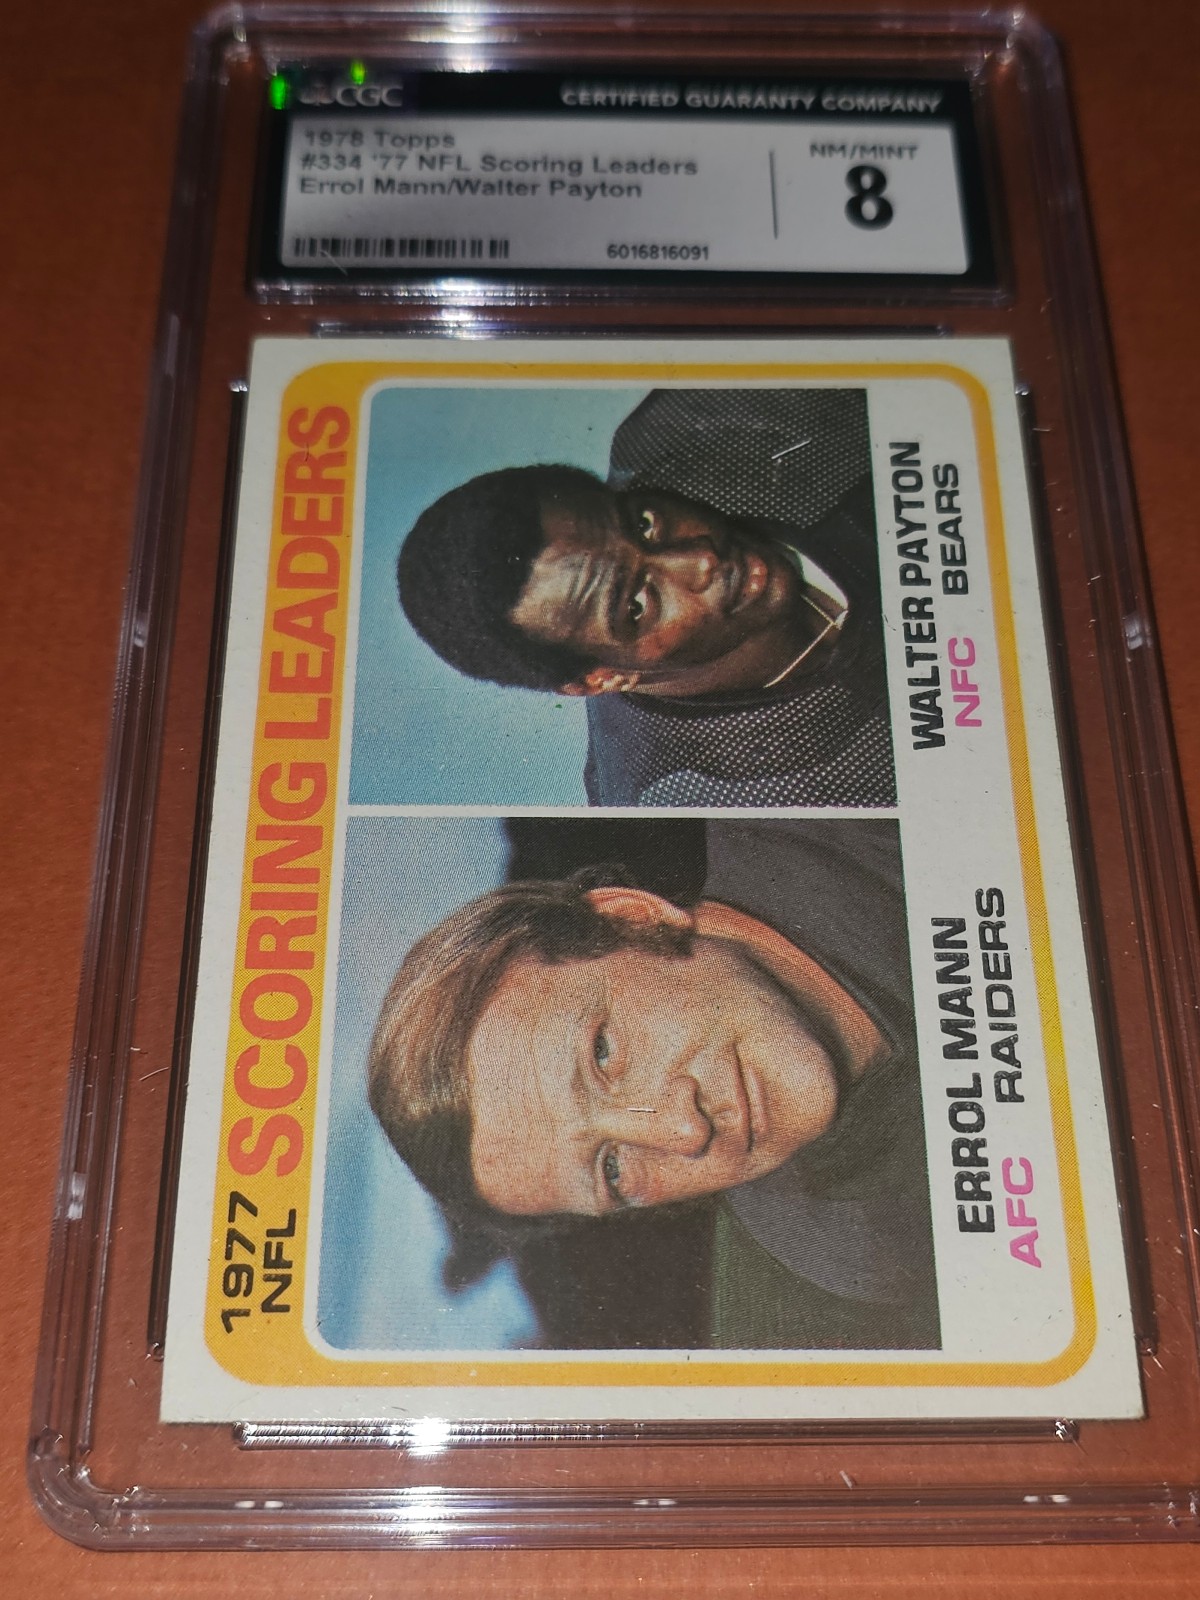 CGC
CERTIFIED GUARANTY COMPANY
1978 Topps
#334 '77 NFL Scoring Leaders
Errol Mann/Walter Payton
NM/MINT
8
6016816091
1977
NFL
SCORING LEADERS
ERROL MANN
AFC RAIDERS
WALTER PAYTON
NFC BEARS